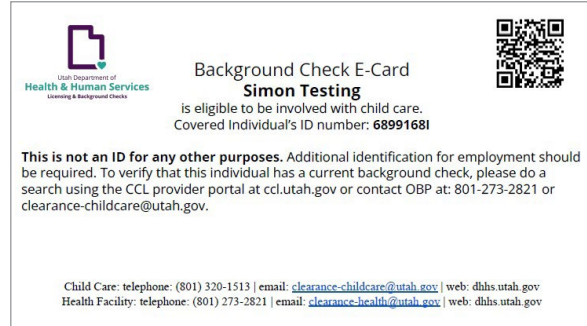 Utah Department of
Health & Human Services
Licensing & Background Checks
Background Check E-Card
Simon Testing
is eligible to be involved with child care.
Covered Individual's ID number: 6899168I
This is not an ID for any other purposes. Additional identification for employment should
be required. To verify that this individual has a current background check, please do a
search using the CCL provider portal at ccl.utah.gov or contact OBP at: 801-273-2821 or
clearance-childcare@utah.gov.
Child Care: telephone: (801) 320-1513 | email: clearance-childcare@utah.gov | web: dhhs.utah.gov
Health Facility: telephone: (801) 273-2821 | email: clearance-health@utah.gov | web: dhhs.utah.gov